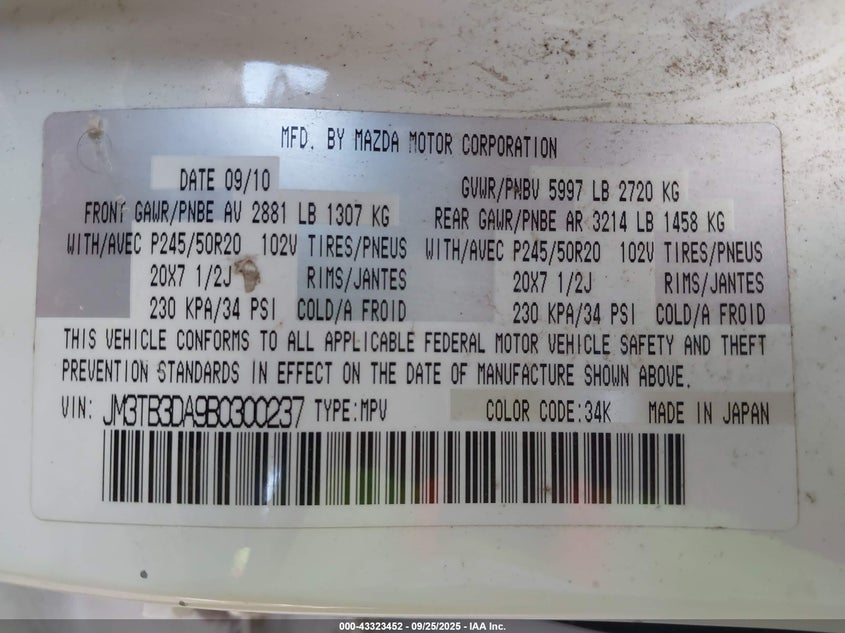 MFD. BY MAZDA MOTOR CORPORATION
DATE 09/10 GVWR/PNBV 5997 LB 2720 KG
FRONT GAWR/PNBE AV 2881 LB 1307 KG REAR GAWR/PNBE AR 3214 LB 1458 KG
WITH/AVEC P245/50R20 102V TIRES/PNEUS WITH/AVEC P245/50R20 102V TIRES/PNEUS
20X7 1/2J RIMS/JANTES 20X7 1/2J RIMS/JANTES
230 KPA/34 PSI COLD/A FROID 230 KPA/34 PSI COLD/A FROID
THIS VEHICLE CONFORMS TO ALL APPLICABLE FEDERAL MOTOR VEHICLE SAFETY AND THEFT
PREVENTION STANDARDS IN EFFECT ON THE DATE OF MANUFACTURE SHOWN ABOVE.
VIN: JM3TB3DA9B0300237 TYPE:MPV COLOR CODE:34K MADE IN JAPAN
000-43323452 - 09/25/2025 - IAA Inc.